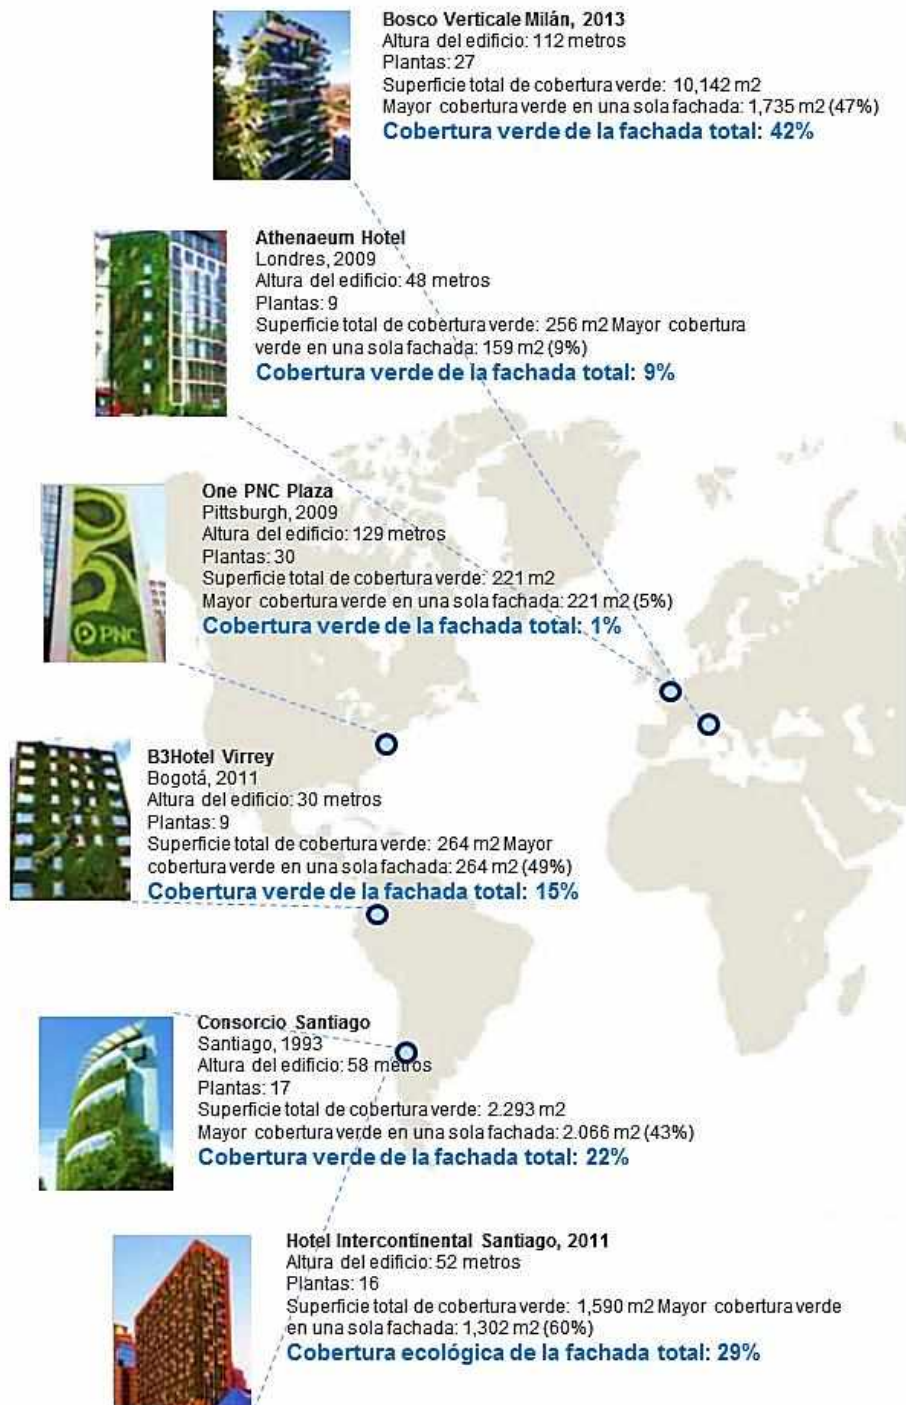 Bosco Verticale Milán, 2013
Altura del edificio: 112 metros
Plantas: 27
Superficie total de cobertura verde: 10,142 m2
Mayor cobertura verde en una sola fachada: 1,735 m2 (47%)
Cobertura verde de la fachada total: 42%
Athenaeum Hotel
Londres, 2009
Altura del edificio: 48 metros
Plantas: 9
Superficie total de cobertura verde: 256 m2 Mayor cobertura
verde en una sola fachada: 159 m2 (9%)
Cobertura verde de la fachada total: 9%
One PNC Plaza
Pittsburgh, 2009
Altura del edificio: 129 metros
Plantas: 30
Superficie total de cobertura verde: 221 m2
Mayor cobertura verde en una sola fachada: 221 m2 (5%)
Cobertura verde de la fachada total: 1%
PNC
B3Hotel Virrey
Bogotá, 2011
Altura del edificio: 30 metros
Plantas: 9
Superficie total de cobertura verde: 264 m2 Mayor
cobertura verde en una sola fachada: 264 m2 (49%)
Cobertura verde de la fachada total: 15%
Consorcio Santiago
Santiago, 1993
Altura del edificio: 58 metros
Plantas: 17
Superficie total de cobertura verde: 2.293 m2
Mayor cobertura verde en una sola fachada: 2.066 m2 (43%)
Cobertura verde de la fachada total: 22%
Hotel Intercontinental Santiago, 2011
Altura del edificio: 52 metros
Plantas: 16
Superficie total de cobertura verde: 1,590 m2 Mayor cobertura verde
en una sola fachada: 1,302 m2 (60%)
Cobertura ecológica de la fachada total: 29%